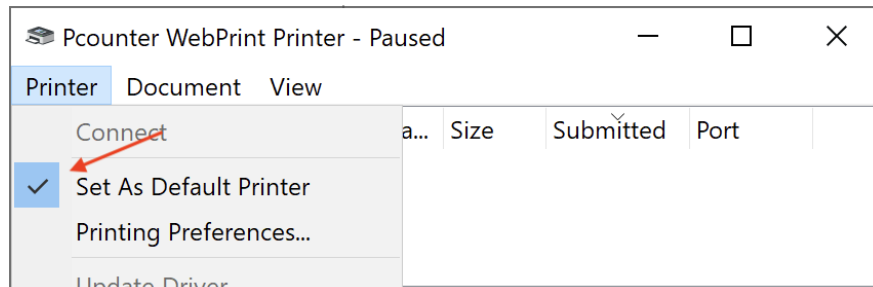 Pcounter WebPrint Printer - Paused
Printer Document View
Connect
a... Size Submitted Port
Set As Default Printer
Printing Preferences...
Update Driver